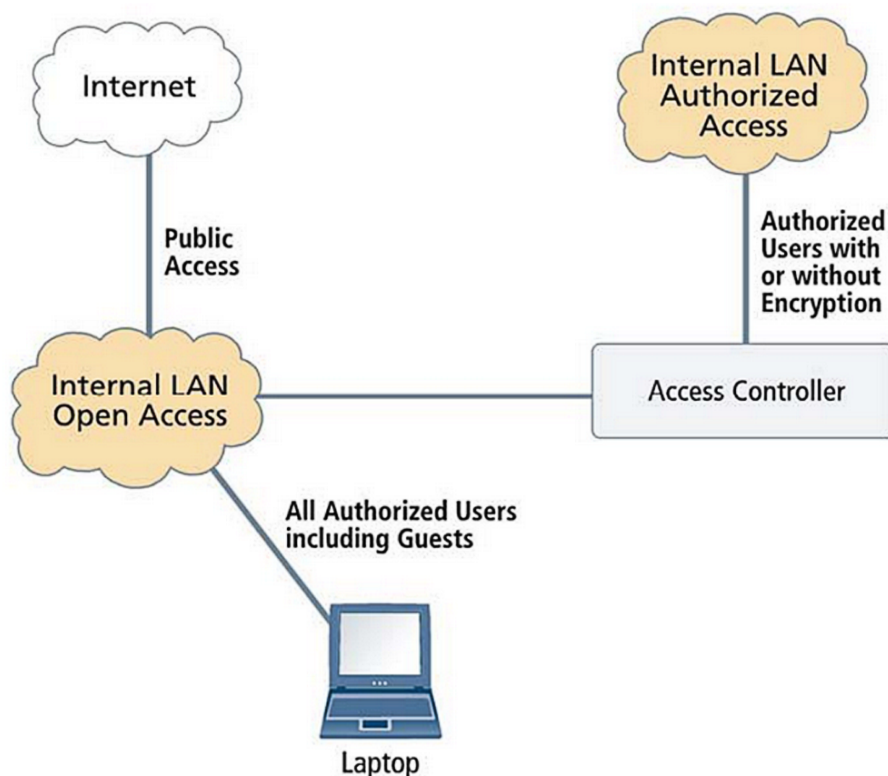 Internet
Internal LAN
Authorized
Access
Public
Access
Authorized
Users with
or without
Encryption
Internal LAN
Open Access
Access Controller
All Authorized Users
including Guests
Laptop